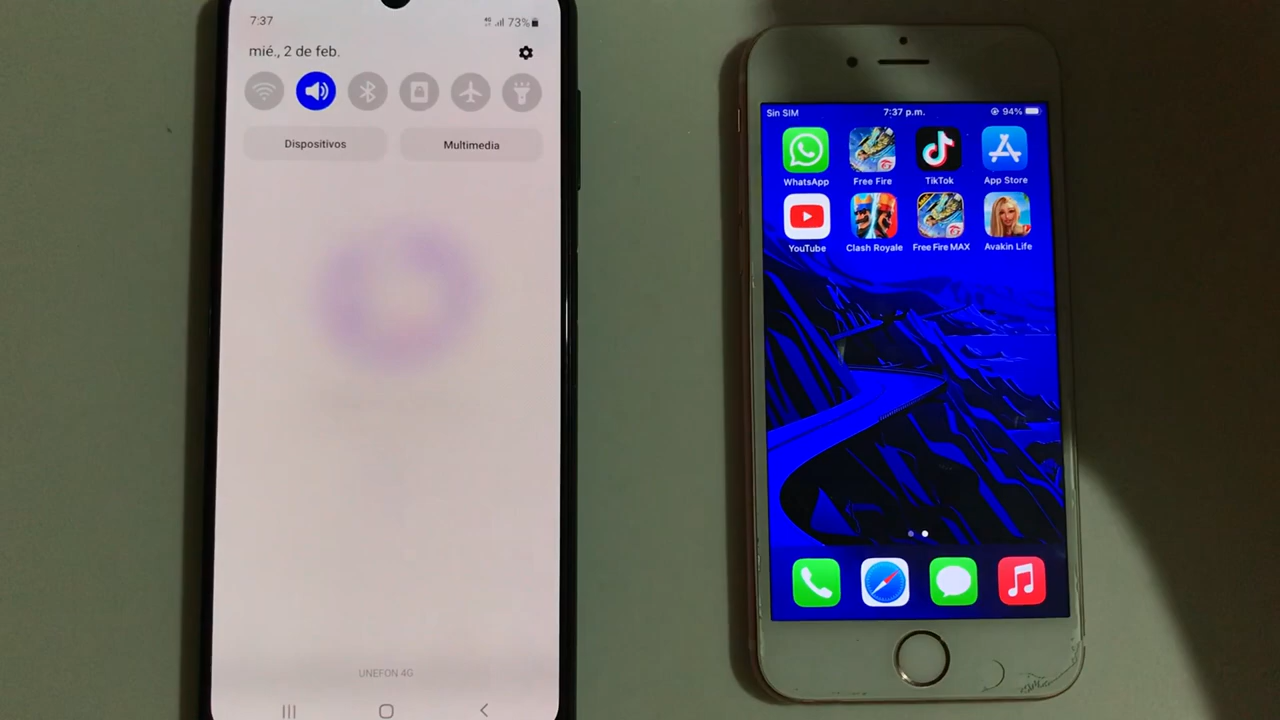 7:37
4G 73%
mié., 2 de feb.
Dispositivos
Multimedia
UNEFON 4G
Sin SIM
7:37 p.m.
94%
WhatsApp
Free Fire
TikTok
App Store
YouTube
Clash Royale
Free Fire MAX
Avakin Life